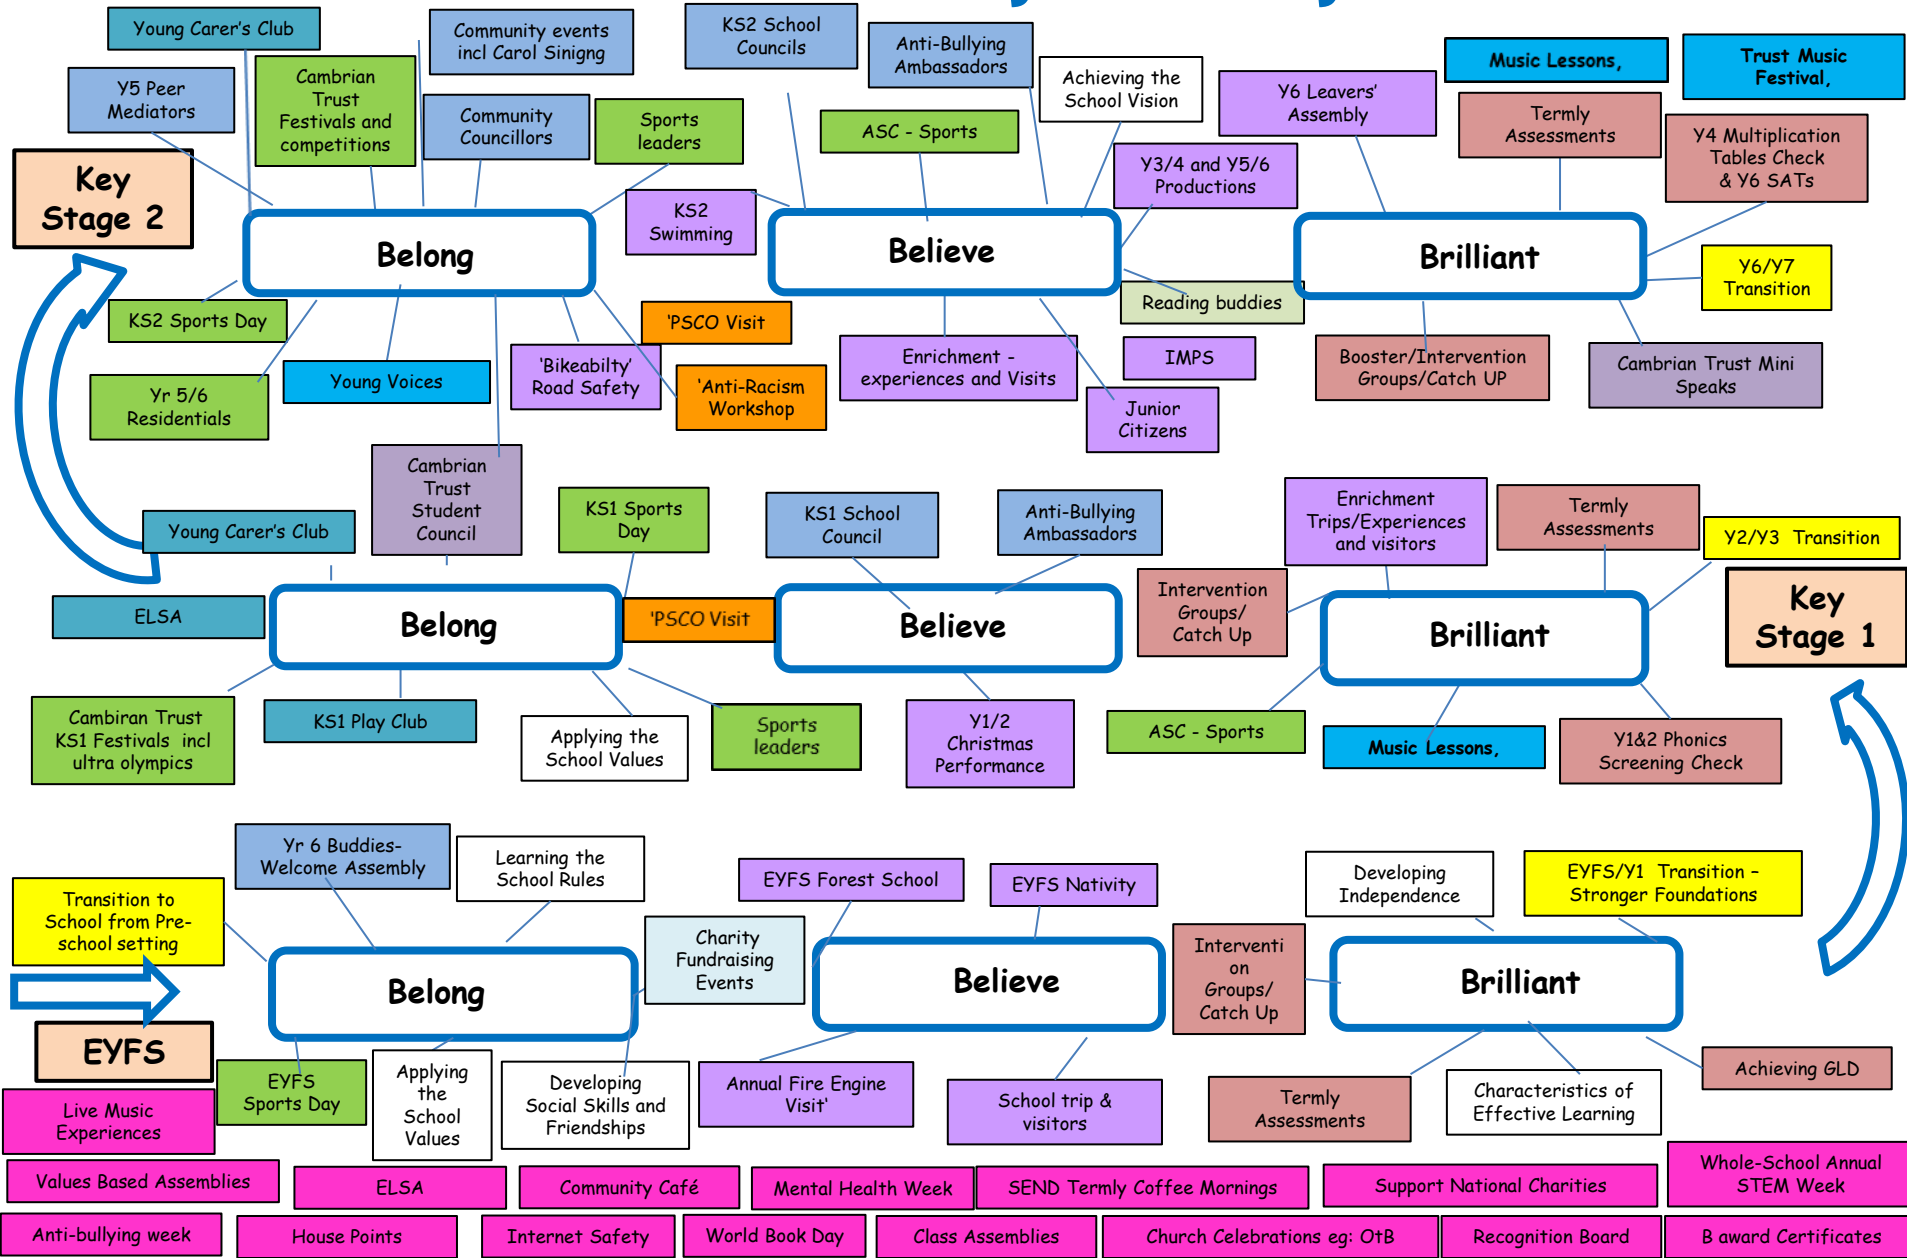 Young Carer's Club
Community events
incl Carol Sinigng
KS2 School
Councils
Anti-Bullying
Ambassadors
Achieving the
School Vision
Music Lessons,
Trust Music
Festival,
Y5 Peer
Mediators
Cambrian
Trust
Festivals and
competitions
Community
Councillors
Sports
leaders
ASC - Sports
Y6 Leavers'
Assembly
Termly
Assessments
Y4 Multiplication
Tables Check
& Y6 SATs
Key
Stage 2
KS2
Swimming
Y3/4 and Y5/6
Productions
Belong
Believe
Brilliant
Y6/Y7
Transition
KS2 Sports Day
'PSCO Visit
Reading buddies
Yr 5/6
Residentials
Young Voices
'Bikeabilty'
Road Safety
'Anti-Racism
Workshop
Enrichment -
experiences and Visits
IMPS
Junior
Citizens
Booster/Intervention
Groups/Catch UP
Cambrian Trust Mini
Speaks
Cambrian
Trust
Student
Council
Young Carer's Club
KS1 Sports
Day
KS1 School
Council
Anti-Bullying
Ambassadors
Enrichment
Trips/Experiences
and visitors
Termly
Assessments
Y2/Y3 Transition
ELSA
Belong
'PSCO Visit
Believe
Intervention
Groups/
Catch Up
Brilliant
Key
Stage 1
Cambiran Trust
KS1 Festivals incl
ultra olympics
KS1 Play Club
Applying the
School Values
Sports
leaders
Y1/2
Christmas
Performance
ASC - Sports
Music Lessons,
Y1&2 Phonics
Screening Check
Yr 6 Buddies-
Welcome Assembly
Learning the
School Rules
EYFS Forest School
EYFS Nativity
Developing
Independence
EYFS/Y1 Transition –
Stronger Foundations
Transition to
School from Pre-
school setting
Charity
Fundraising
Events
Interventi
on
Groups/
Catch Up
Belong
Believe
Brilliant
EYFS
EYFS
Sports Day
Applying
the
School
Values
Developing
Social Skills and
Friendships
Annual Fire Engine
Visit'
School trip &
visitors
Termly
Assessments
Characteristics of
Effective Learning
Achieving GLD
Live Music
Experiences
Values Based Assemblies
ELSA
Community Café
Mental Health Week
SEND Termly Coffee Mornings
Support National Charities
Whole-School Annual
STEM Week
Anti-bullying week
House Points
Internet Safety
World Book Day
Class Assemblies
Church Celebrations eg: OtB
Recognition Board
B award Certificates